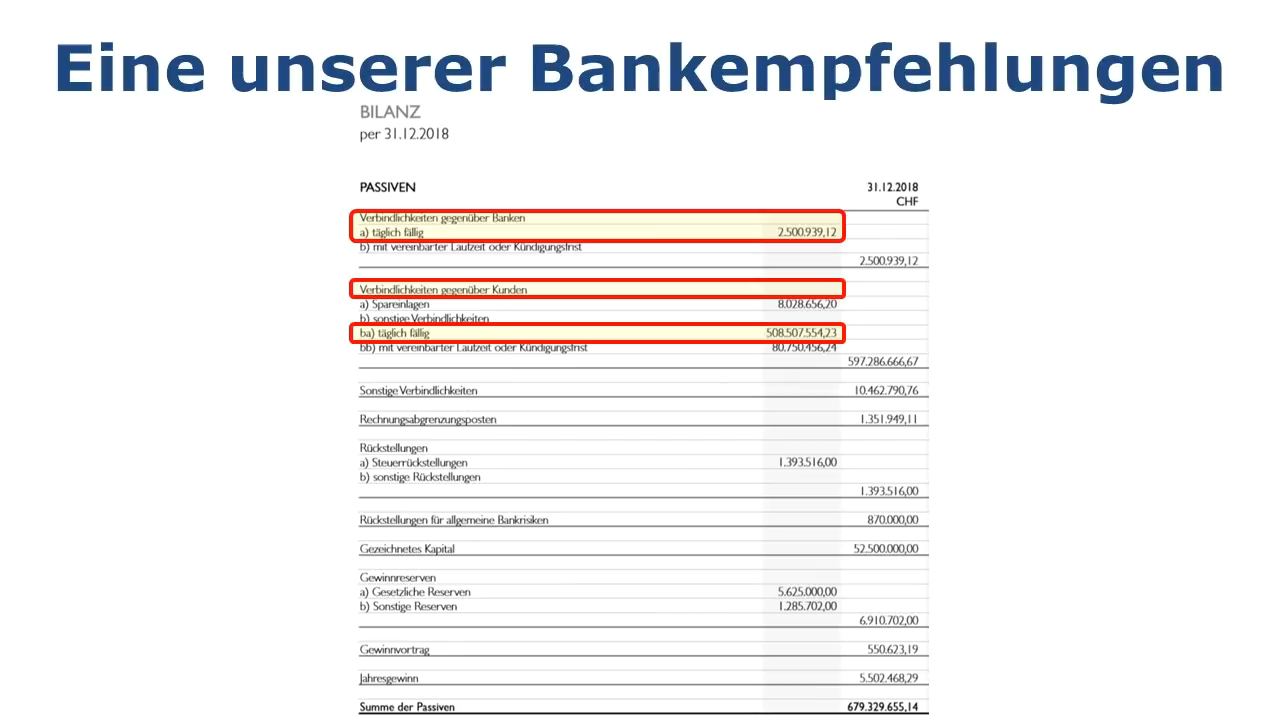 Eine unserer Bankempfehlungen
BILANZ
per 31.12.2018
PASSIVEN 31.12.2018
CHF
Verbindlichkeiten gegenüber Banken
a) täglich fällig 2.500.939,12
b) mit vereinbarter Laufzeit oder Kündigungsfrist
2.500.939,12
Verbindlichkeiten gegenüber Kunden
a) Spareinlagen 8.028.656,20
b) sonstige Verbindlichkeiten
ba) täglich fällig 508.507.554,23
bb) mit vereinbarter Laufzeit oder Kündigungsfrist 80.750.456,24
597.286.666,67
Sonstige Verbindlichkeiten 10.462.790,76
Rechnungsabgrenzungsposten 1.351.949,11
Rückstellungen
a) Steuerrückstellungen 1.393.516,00
b) sonstige Rückstellungen
1.393.516,00
Rückstellungen für allgemeine Bankrisiken 870.000,00
Gezeichnetes Kapital 52.500.000,00
Gewinnreserven
a) Gesetzliche Reserven 5.625.000,00
b) Sonstige Reserven 1.285.702,00
6.910.702,00
Gewinnvortrag 550.623,19
Jahresgewinn 5.502.468,29
Summe der Passiven 679.329.655,14